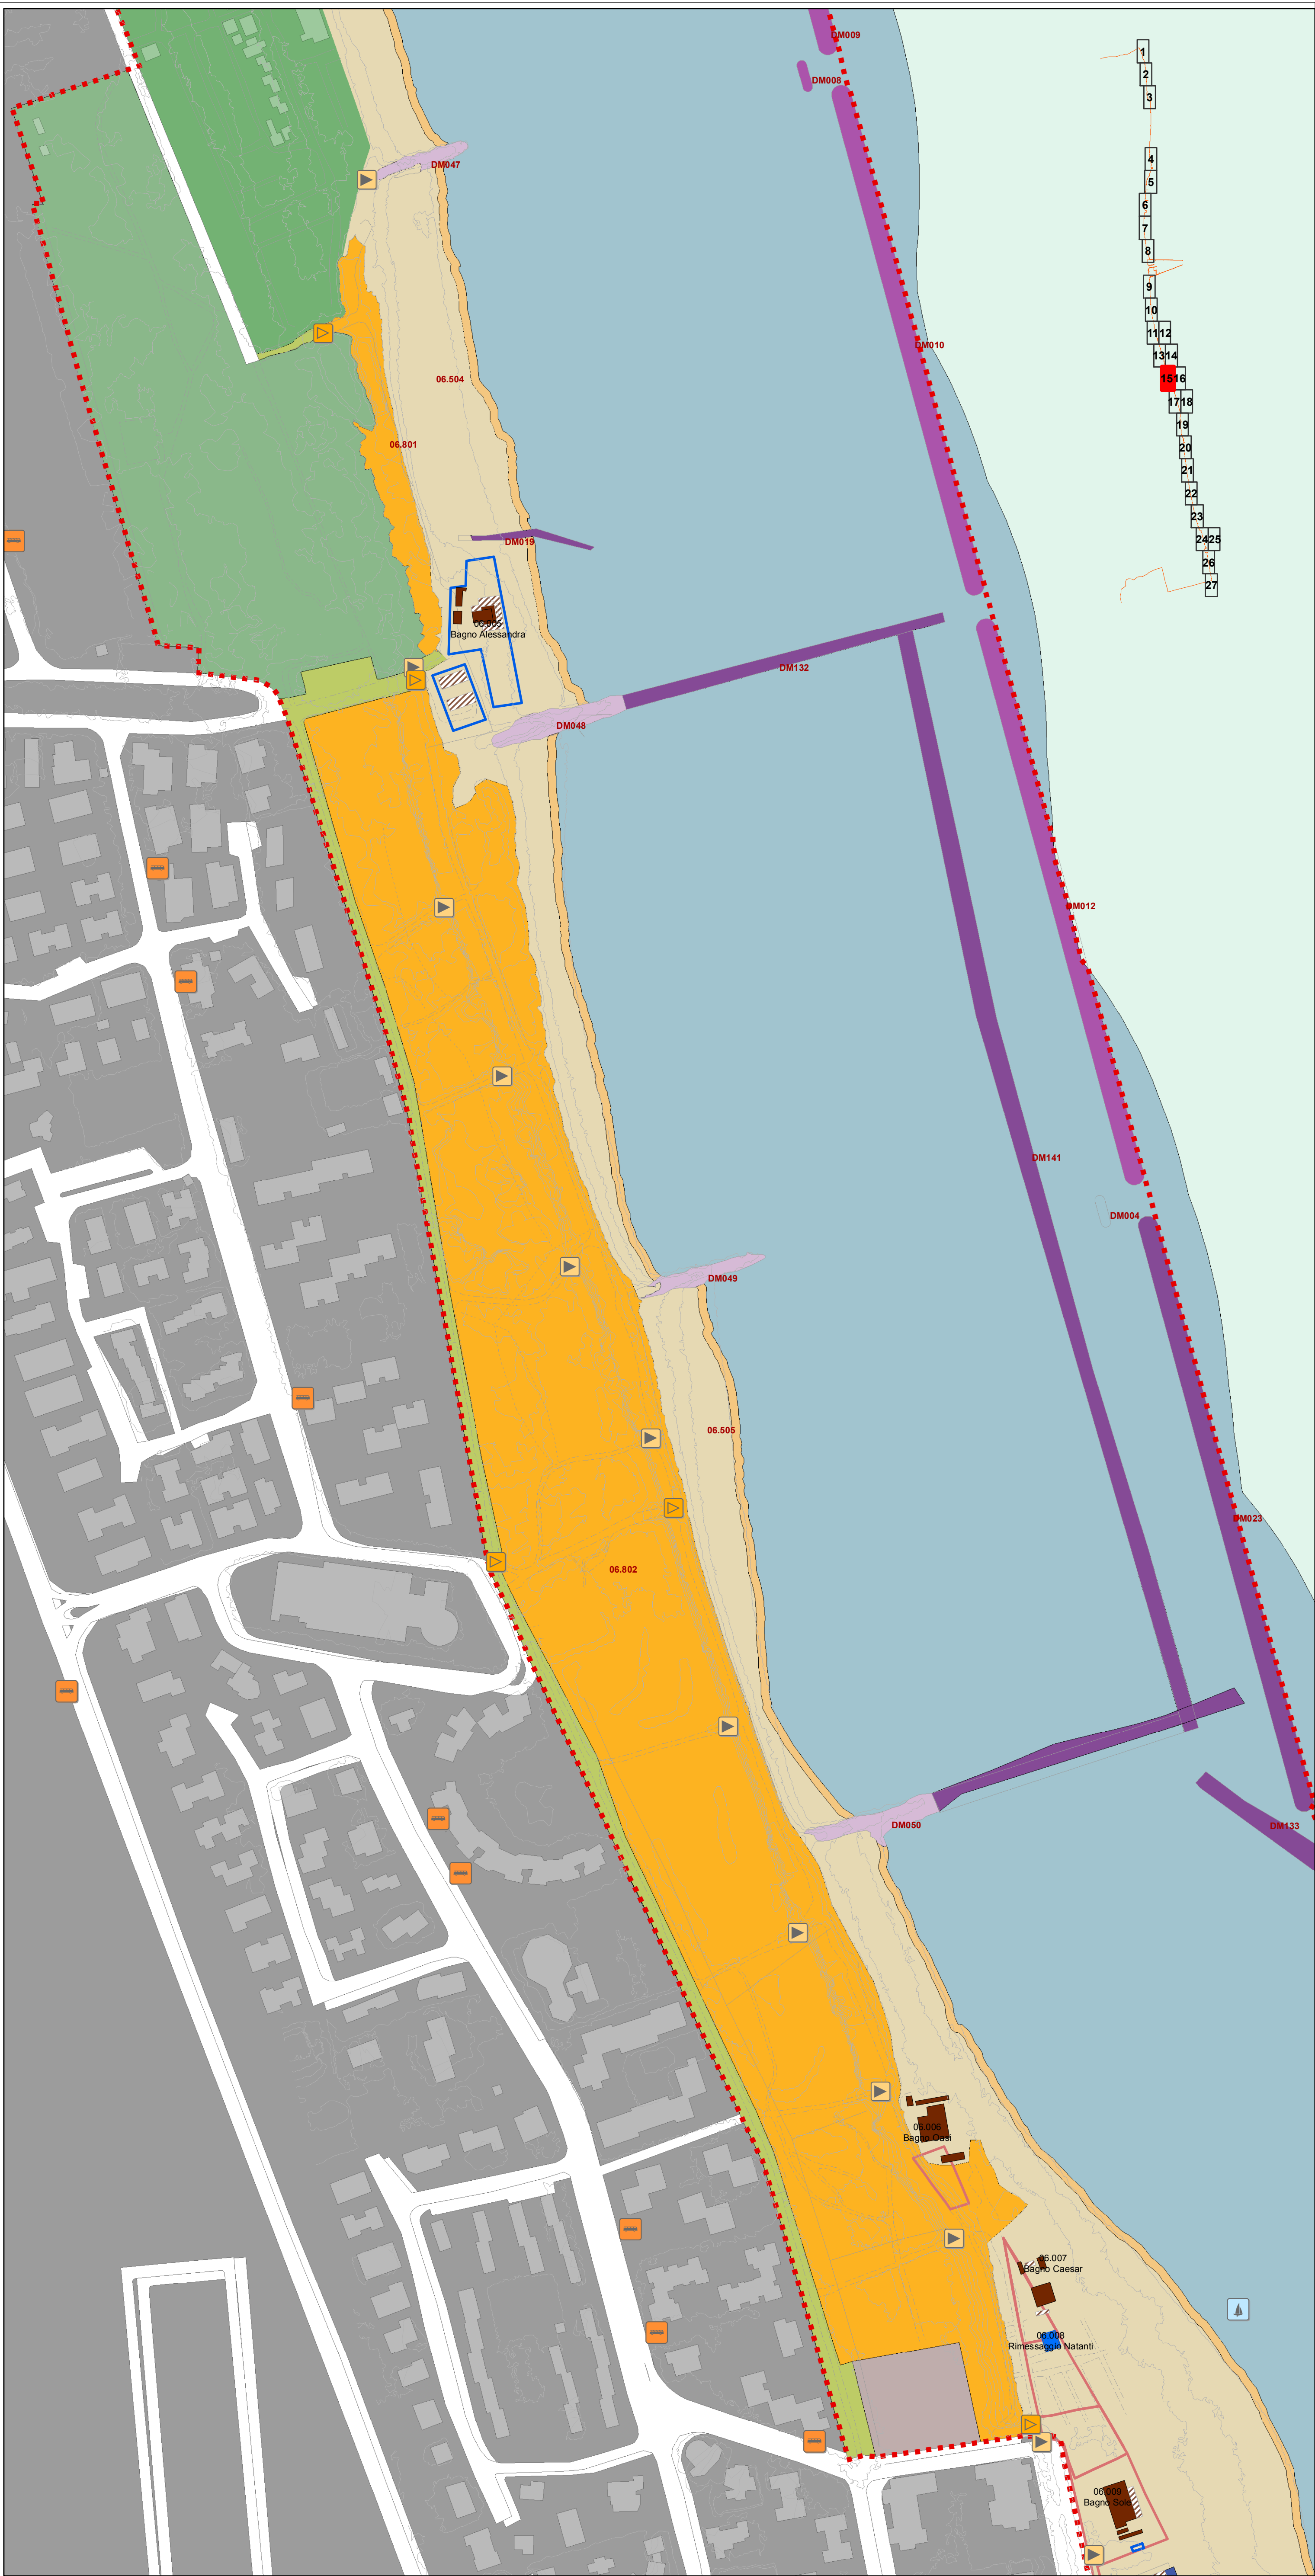 DM009
DM008
1
2
3
4
5
6
7
8
9
10
11 12
13 14
15 16
17 18
19
20
21
22
23
24 25
26
27
DM047
DM010
06.504
06.801
DM019
06.005
Bagno Alessandra
DM132
DM048
DM012
DM141
DM004
DM049
06.505
DM023
06.802
DM050
DM133
06.006
Bagno Oasi
06.007
Bagno Caesar
06.008
Rimessaggio Natanti
06.009
Bagno Sole